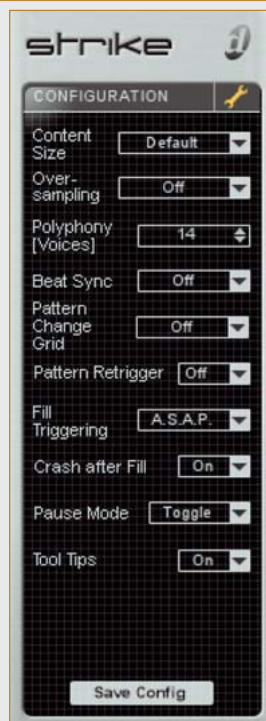 strike
CONFIGURATION
Content
Size
Default
Over-
sampling
Off
Polyphony
[Voices]
14
Beat Sync
Off
Pattern
Change
Grid
Off
Pattern Retrigger
Off
Fill
Triggering
A.S.A.P.
Crash after Fill
On
Pause Mode
Toggle
Tool Tips
On
Save Config